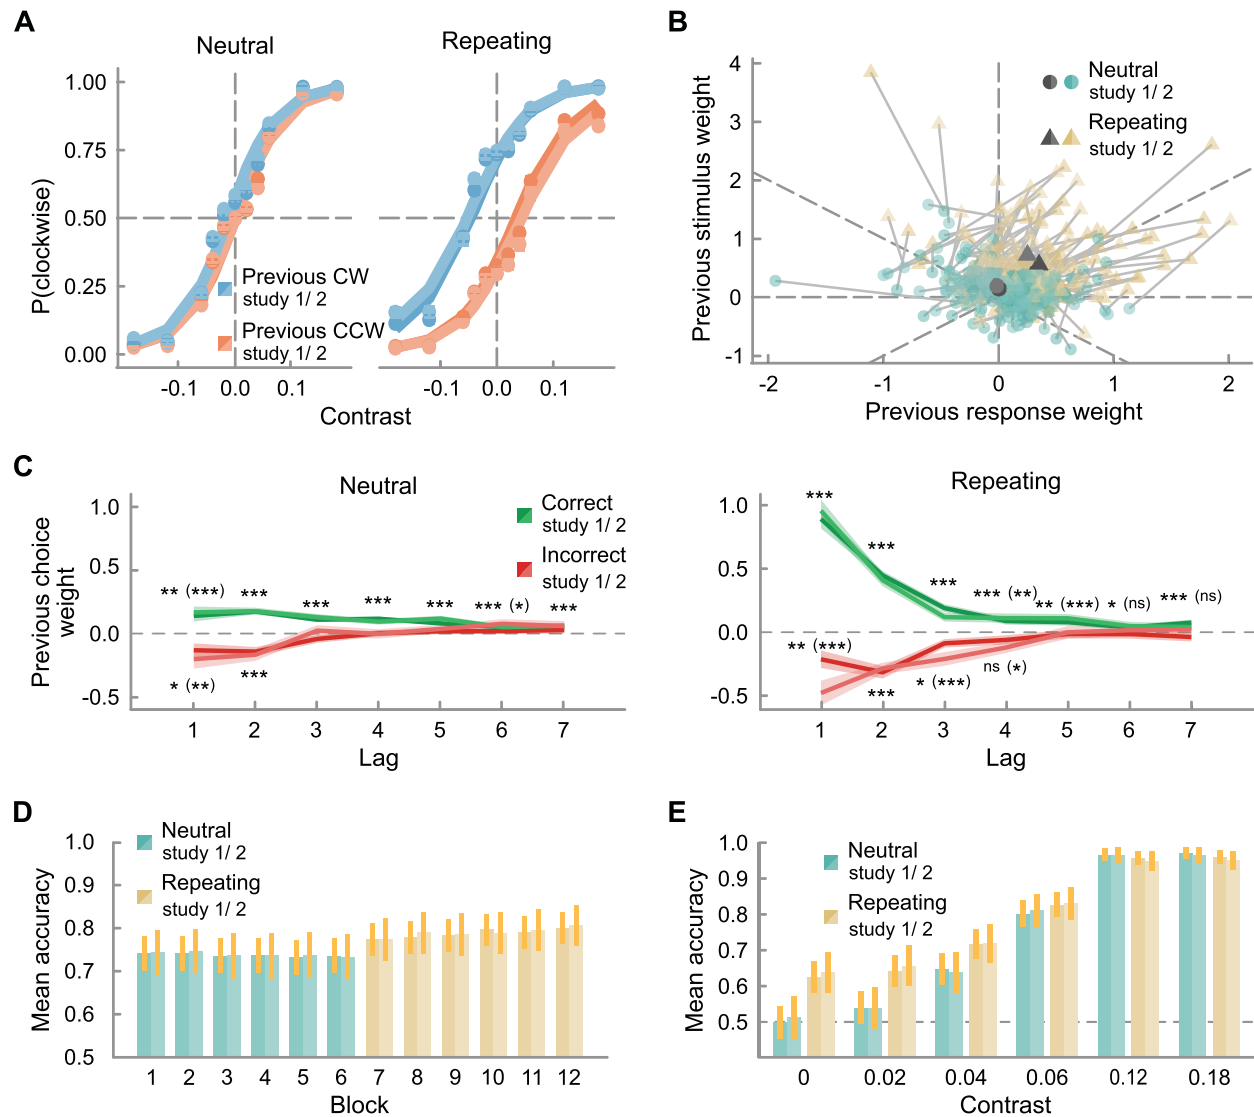 A
Neutral
Repeating
P(clockwise)
1.00
0.75
0.50
0.25
0.00
Previous CW
study 1/ 2
Previous CCW
study 1/ 2
-0.1
0.0
0.1
-0.1
0.0
0.1
Contrast
B
Previous stimulus weight
4
3
2
1
0
-1
Neutral
study 1/ 2
Repeating
study 1/ 2
-2
-1
0
1
2
Previous response weight
C
Neutral
Previous choice
weight
1.0
0.5
0.0
-0.5
Correct
study 1/ 2
Incorrect
study 1/ 2
** (***)
***
***
***
***
*** (*)
***
* (**)
***
1 2 3 4 5 6 7
Lag
Repeating
1.0
0.5
0.0
-0.5
***
***
***
*** (**)
** (***)
* (ns)
*** (ns)
** (***)
***
* (***)
ns (*)
1 2 3 4 5 6 7
Lag
D
Mean accuracy
1.0
0.9
0.8
0.7
0.6
0.5
Neutral
study 1/ 2
Repeating
study 1/ 2
1 2 3 4 5 6 7 8 9 10 11 12
Block
E
Mean accuracy
1.0
0.9
0.8
0.7
0.6
0.5
Neutral
study 1/ 2
Repeating
study 1/ 2
0 0.02 0.04 0.06 0.12 0.18
Contrast